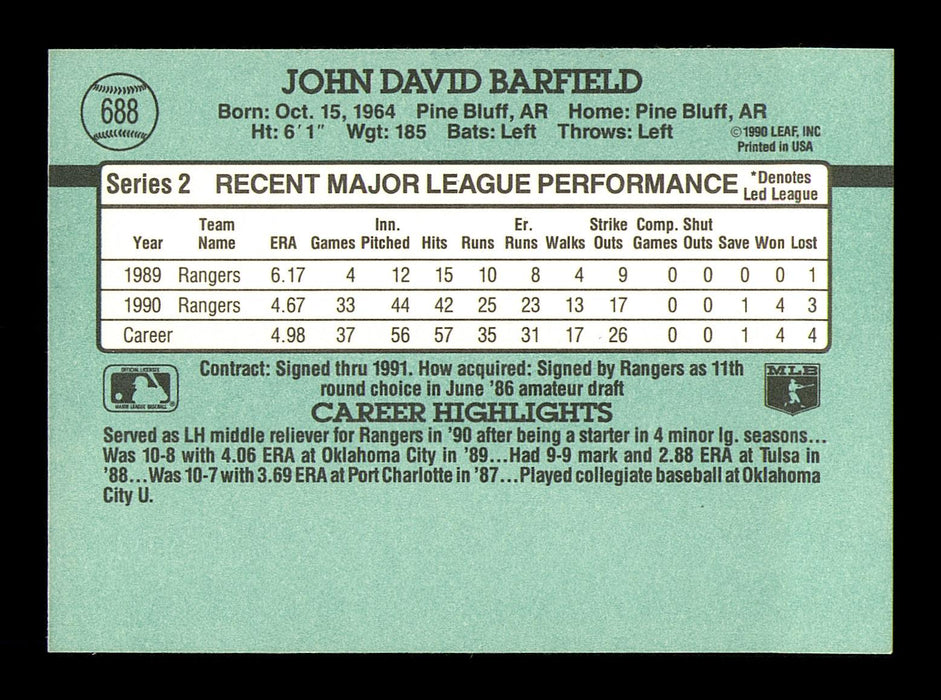 688
JOHN DAVID BARFIELD
Born: Oct. 15, 1964 Pine Bluff, AR Home: Pine Bluff, AR
Ht: 6'1" Wgt: 185 Bats: Left Throws: Left
©1990 LEAF, INC
Printed in USA
Series 2 RECENT MAJOR LEAGUE PERFORMANCE *Denotes Led League
Year Team Name ERA Games Inn. Pitched Hits Runs Er. Runs Walks Strike Outs Comp. Games Shut Outs Save Won Lost
1989 Rangers 6.17 4 12 15 10 8 4 9 0 0 0 0 1
1990 Rangers 4.67 33 44 42 25 23 13 17 0 0 1 4 3
Career 4.98 37 56 57 35 31 17 26 0 0 1 4 4
OFFICIAL LICENSEE
MAJOR LEAGUE BASEBALL
®
Contract: Signed thru 1991. How acquired: Signed by Rangers as 11th
round choice in June '86 amateur draft
MLB
CAREER HIGHLIGHTS
Served as LH middle reliever for Rangers in '90 after being a starter in 4 minor lg. seasons...
Was 10-8 with 4.06 ERA at Oklahoma City in '89...Had 9-9 mark and 2.88 ERA at Tulsa in
'88...Was 10-7 with 3.69 ERA at Port Charlotte in '87...Played collegiate baseball at Oklahoma
City U.